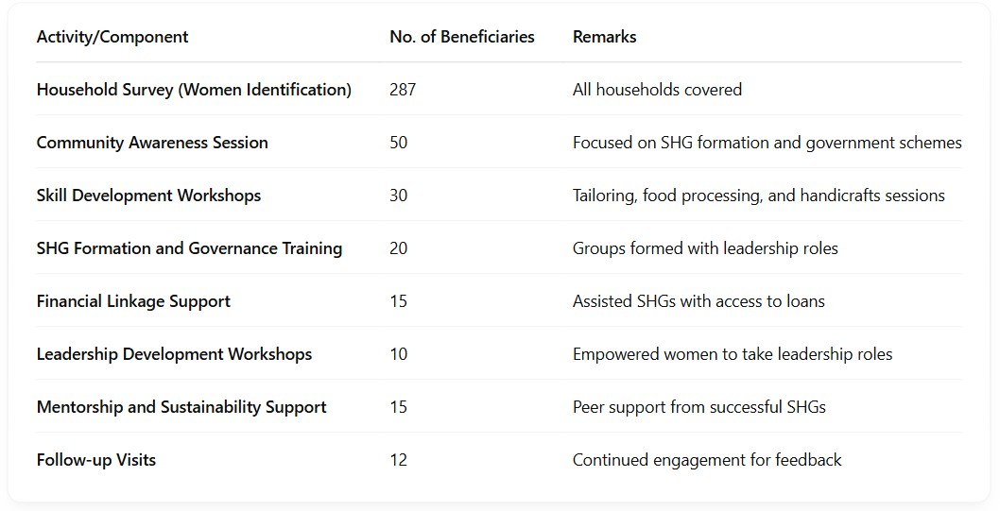 Activity/Component No. of Beneficiaries Remarks
Household Survey (Women Identification) 287 All households covered
Community Awareness Session 50 Focused on SHG formation and government schemes
Skill Development Workshops 30 Tailoring, food processing, and handicrafts sessions
SHG Formation and Governance Training 20 Groups formed with leadership roles
Financial Linkage Support 15 Assisted SHGs with access to loans
Leadership Development Workshops 10 Empowered women to take leadership roles
Mentorship and Sustainability Support 15 Peer support from successful SHGs
Follow-up Visits 12 Continued engagement for feedback